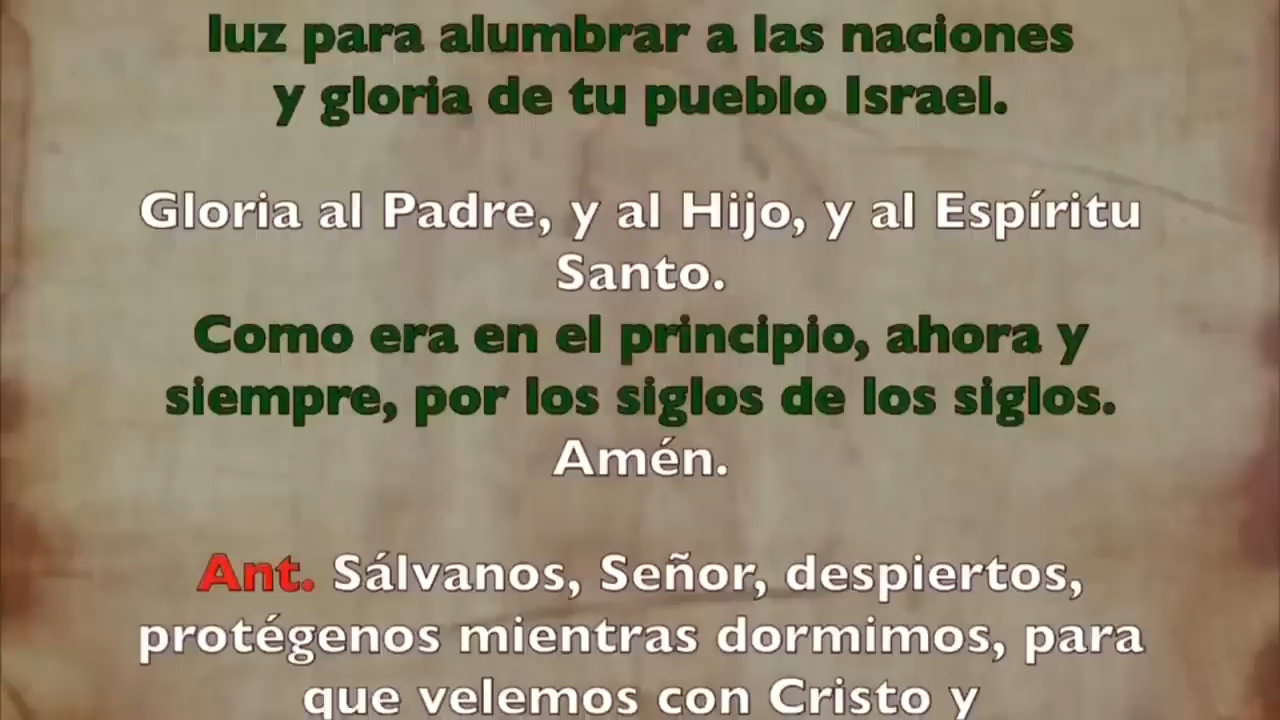 luz para alumbrar a las naciones
y gloria de tu pueblo Israel.
Gloria al Padre, y al Hijo, y al Espíritu
Santo.
Como era en el principio, ahora y
siempre, por los siglos de los siglos.
Amén.
Ant. Sálvanos, Señor, despiertos,
protégenos mientras dormimos, para
que velemos con Cristo y